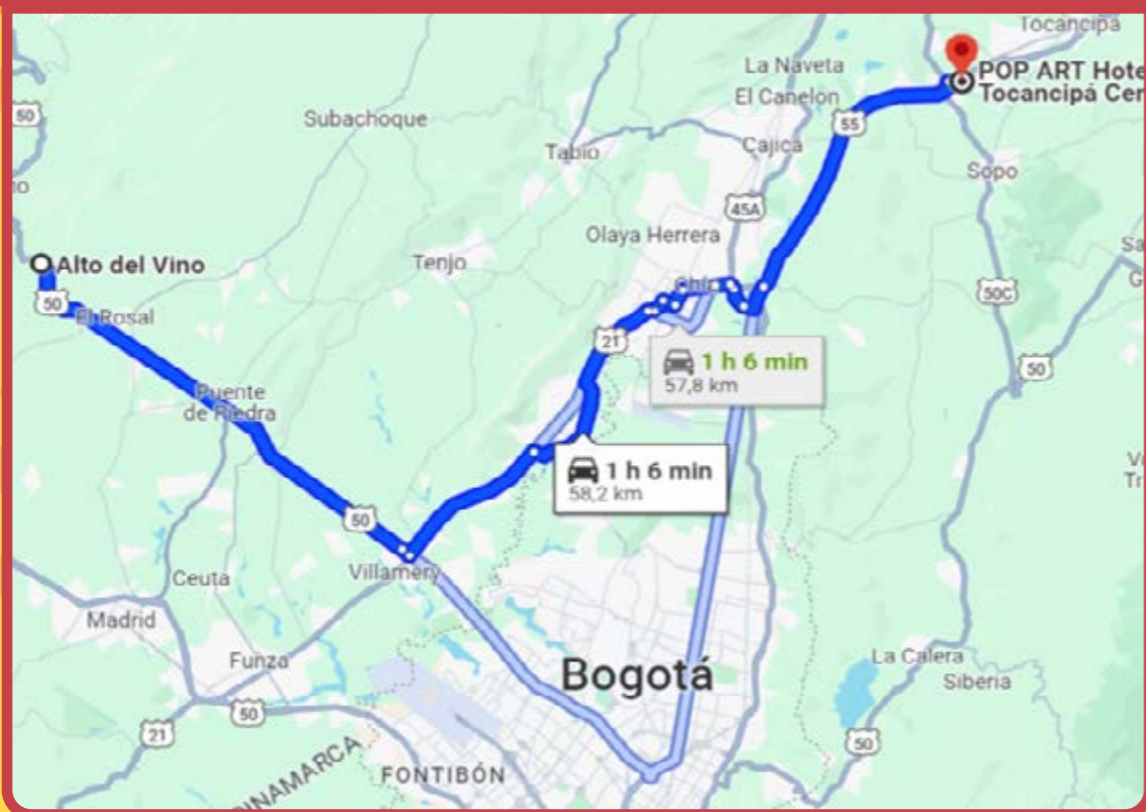 Tocancipá
La Naveta
POP ART Hote
Tocancipá Cer
50
El Canelon
Subachoque
55
Cajicá
Tabio
Sopo
45A
Olaya Herrera
Alto del Vino
Tenjo
50
50C
El Rosal
21
1 h 6 min
57,8 km
50
Puente
de Piedra
1 h 6 min
58,2 km
50
Villamery
Ceuta
Madrid
Funza
Bogotá
La Calera
Siberia
50
21
50
FONTIBÓN
DINAMARCA